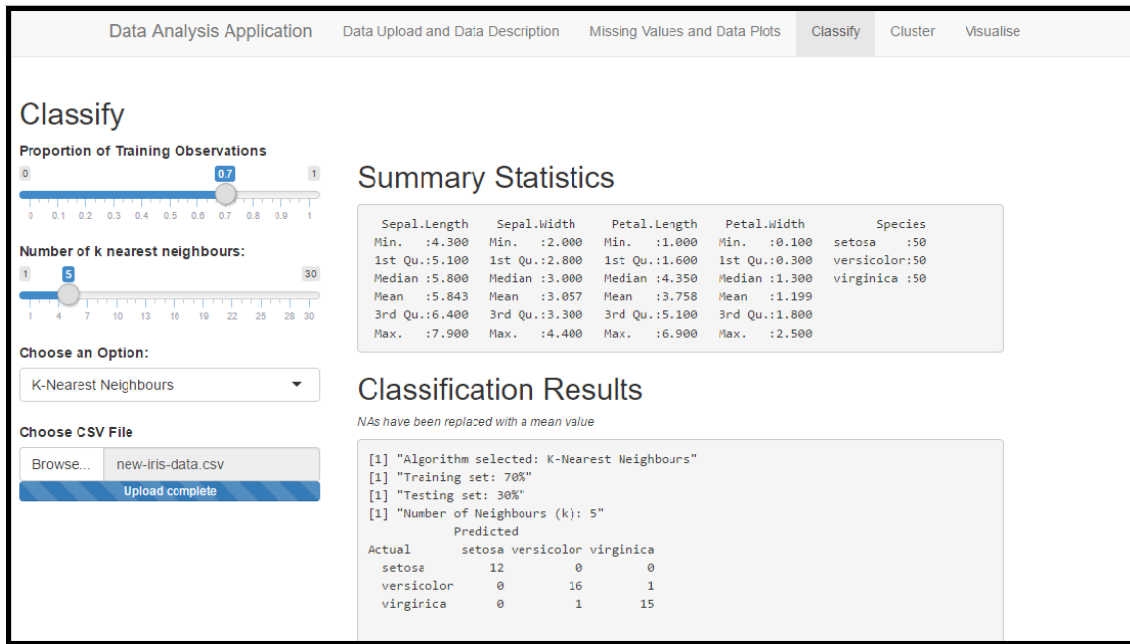 Data Analysis Application Data Upload and Data Description Missing Values and Data Plots Classify Cluster Visualise
Classify
Proportion of Training Observations
0 0.7 1
0 0.1 0.2 0.3 0.4 0.5 0.6 0.7 0.8 0.9 1
Number of k nearest neighbours:
1 5 30
1 4 7 10 13 16 19 22 25 28 30
Choose an Option:
K-Nearest Neighbours
Choose CSV File
Browse... new-iris-data.csv
Upload complete
Summary Statistics
Sepal.Length Sepal.Width Petal.Length Petal.Width Species
Min. :4.300 Min. :2.000 Min. :1.000 Min. :0.100 setosa :50
1st Qu.:5.100 1st Qu.:2.800 1st Qu.:1.600 1st Qu.:0.300 versicolor:50
Median :5.800 Median :3.000 Median :4.350 Median :1.300 virginica :50
Mean :5.843 Mean :3.057 Mean :3.758 Mean :1.199
3rd Qu.:6.400 3rd Qu.:3.300 3rd Qu.:5.100 3rd Qu.:1.800
Max. :7.900 Max. :4.400 Max. :6.900 Max. :2.500
Classification Results
NAs have been replaced with a mean value
[1] "Algorithm selected: K-Nearest Neighbours"
[1] "Training set: 70%"
[1] "Testing set: 30%"
[1] "Number of Neighbours (k): 5"
Predicted
Actual setosa versicolor virginica
setosa 12 0 0
versicolor 0 16 1
virginica 0 1 15